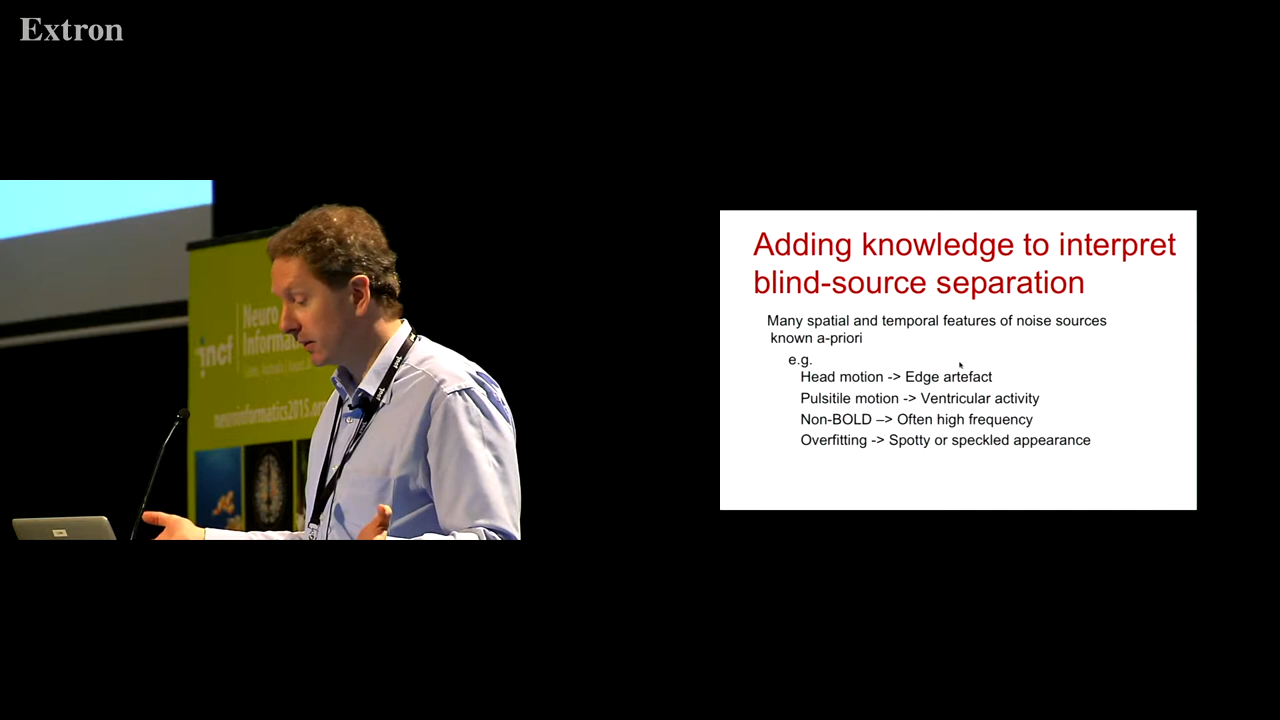 Extron
incf
Neuro
Informa
neuroinformatics2015.or
Adding knowledge to interpret
blind-source separation
Many spatial and temporal features of noise sources
known a-priori
e.g.
Head motion -> Edge artefact
Pulsitile motion -> Ventricular activity
Non-BOLD –> Often high frequency
Overfitting -> Spotty or speckled appearance